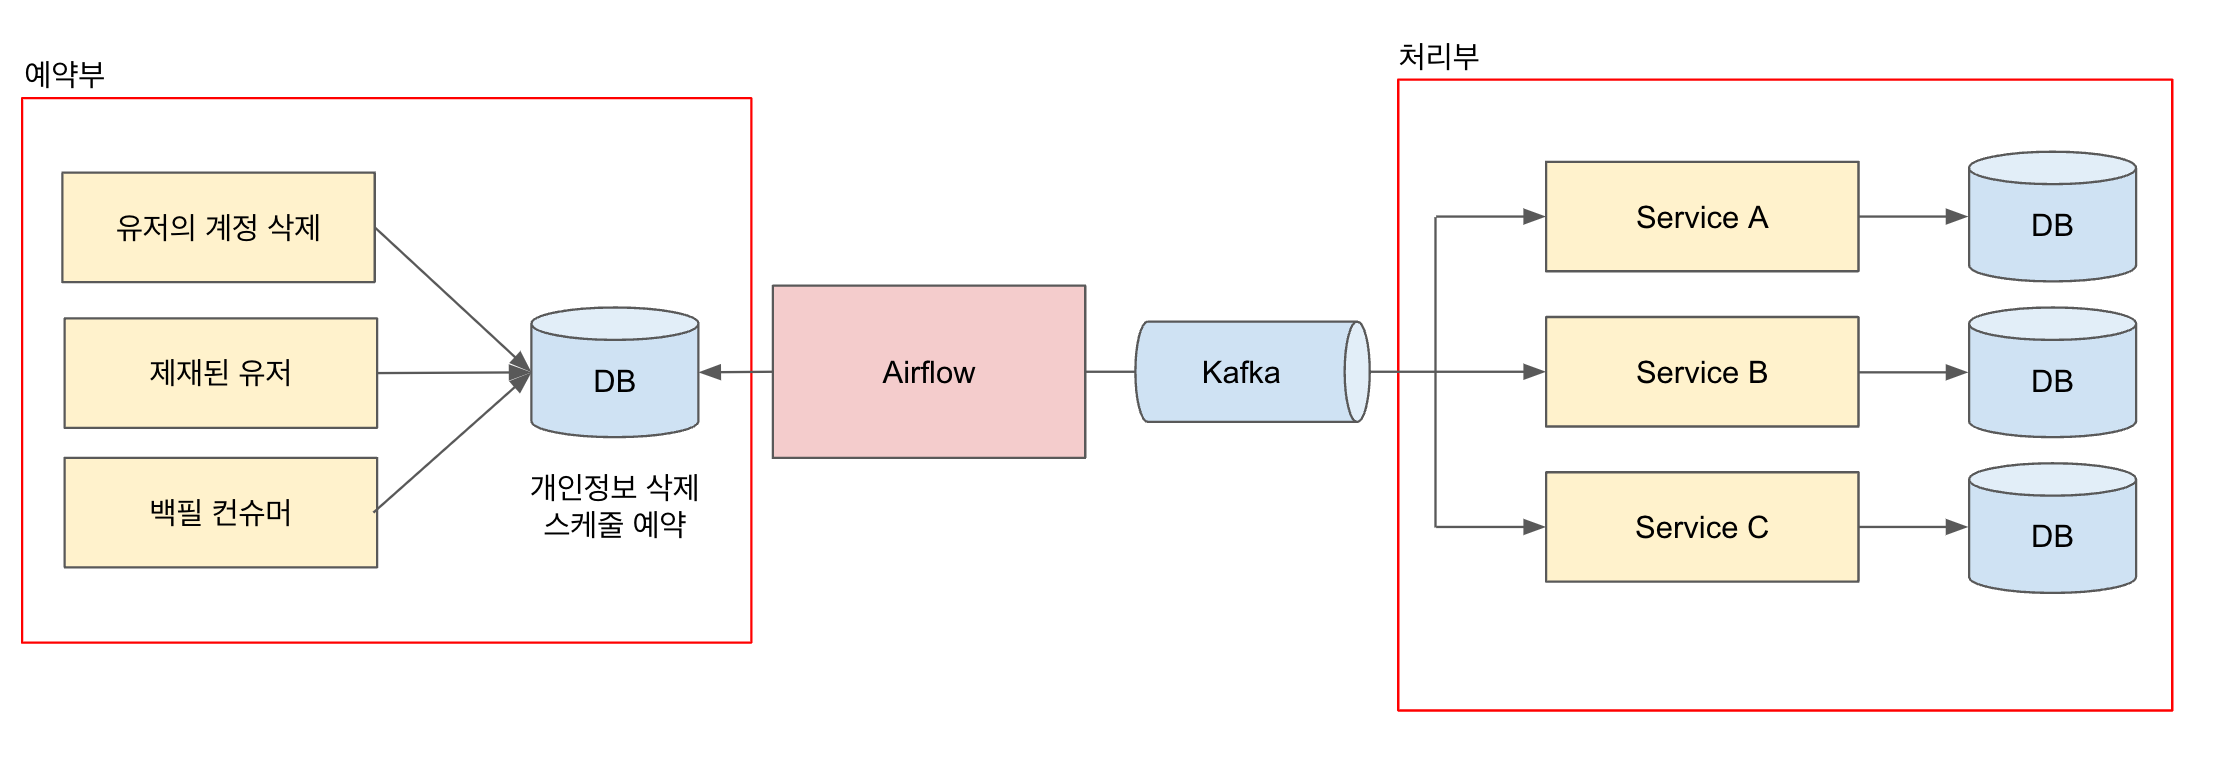 예약부
유저의 계정 삭제
제재된 유저
백필 컨슈머
DB
개인정보 삭제
스케줄 예약
Airflow
Kafka
처리부
Service A
DB
Service B
DB
Service C
DB